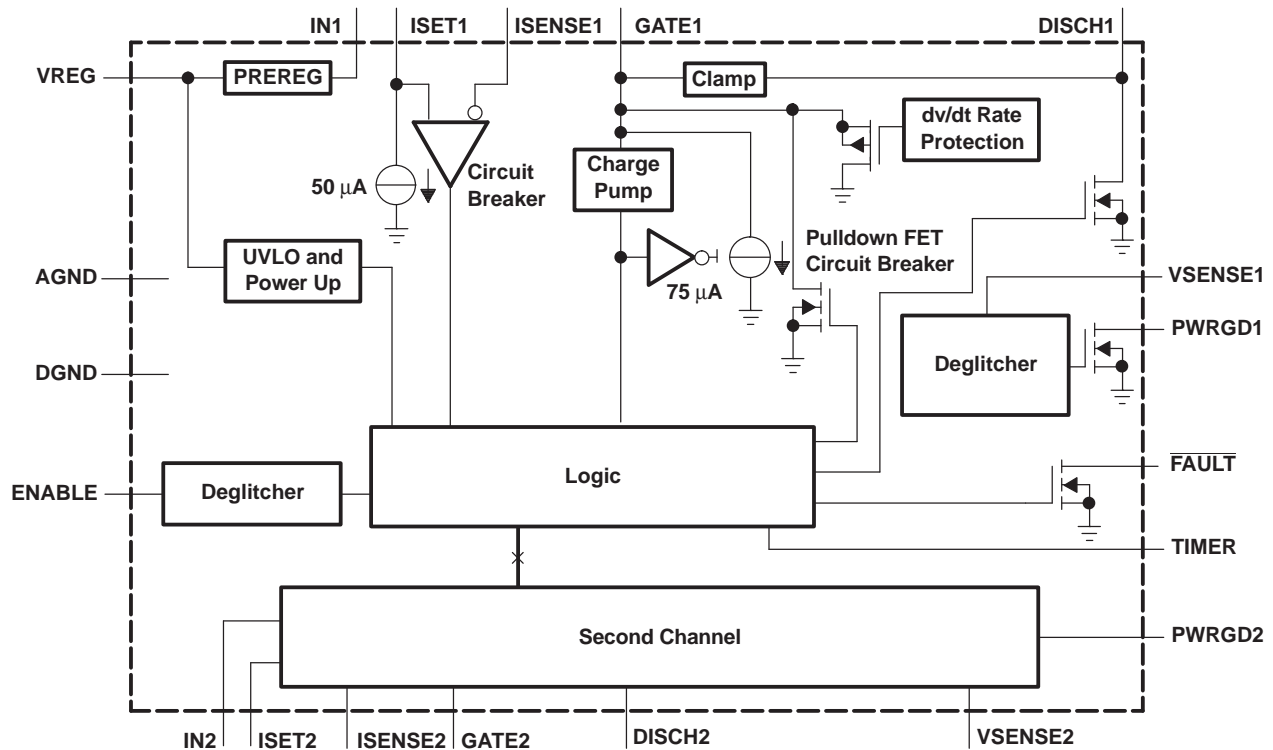 IN1
ISET1
ISENSE1
GATE1
DISCH1
VREG
PREREG
Clamp
dv/dt Rate
Protection
50 µA
Circuit
Breaker
Charge
Pump
UVLO and
Power Up
75 µA
Pulldown FET
Circuit Breaker
AGND
VSENSE1
PWRGD1
DGND
Deglitcher
FAULT
ENABLE
Deglitcher
Logic
TIMER
Second Channel
PWRGD2
IN2
ISET2
ISENSE2
GATE2
DISCH2
VSENSE2